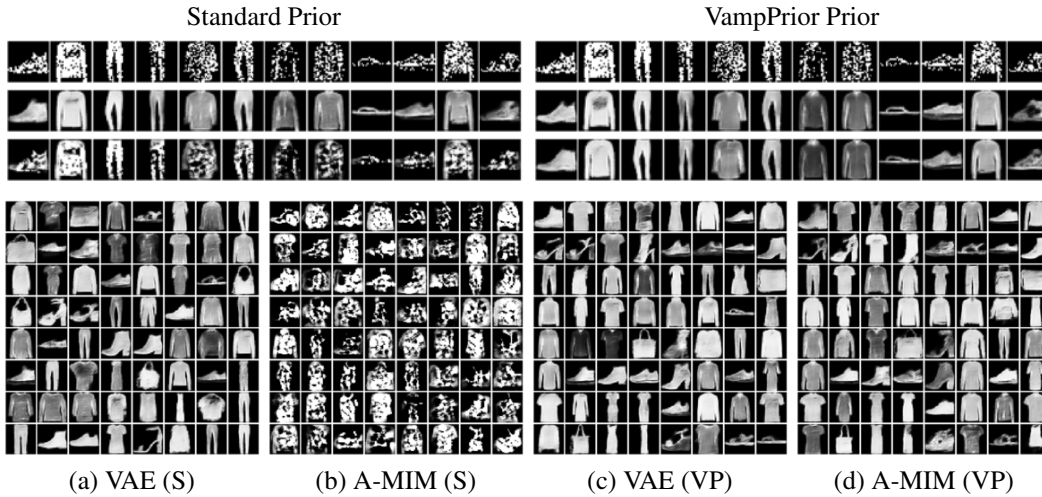 Standard Prior
VampPrior Prior
(a) VAE (S)
(b) A-MIM (S)
(c) VAE (VP)
(d) A-MIM (VP)